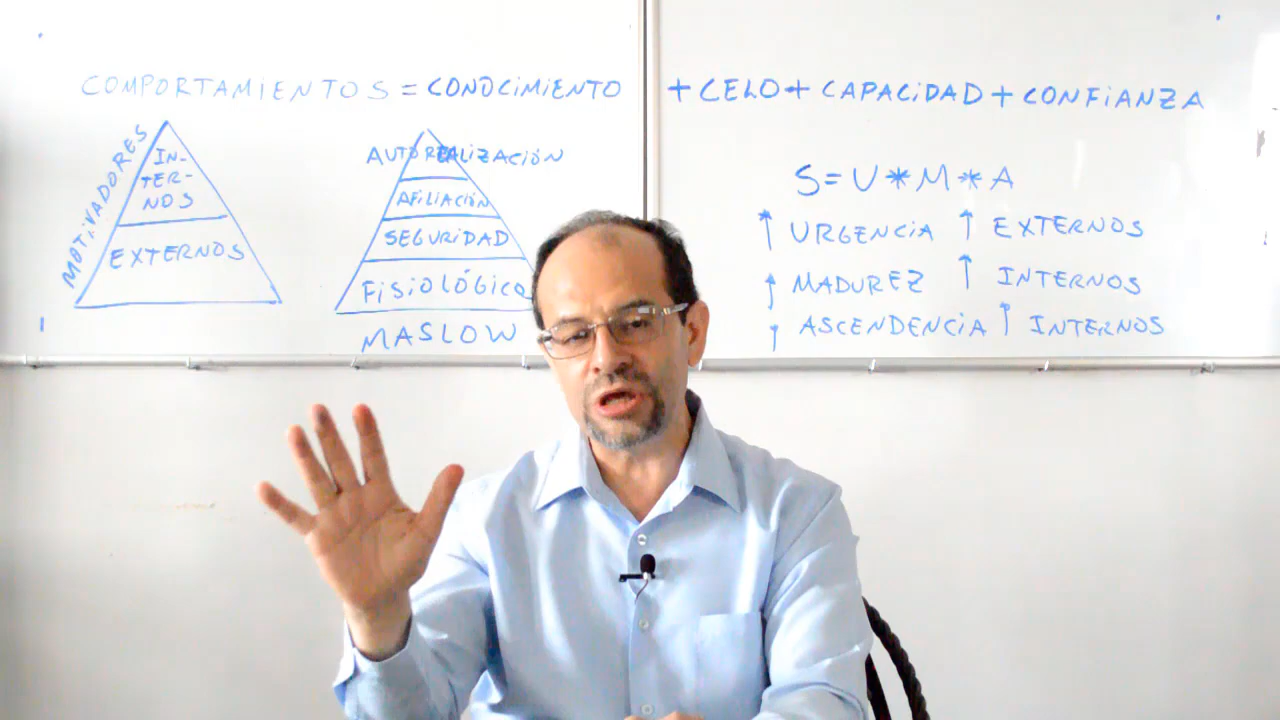 COMPORTAMIENTOS = CONOCIMIENTO + CELO + CAPACIDAD + CONFIANZA
MOTIVADORES
IN-
TER-
NOS
EXTERNOS
AUTOREALIZACIÓN
AFILIACIÓN
SEGURIDAD
FISIOLÓGICO
MASLOW
S = U * M * A
↑ URGENCIA ↑ EXTERNOS
↑ MADUREZ ↑ INTERNOS
↑ ASCENDENCIA ↑ INTERNOS